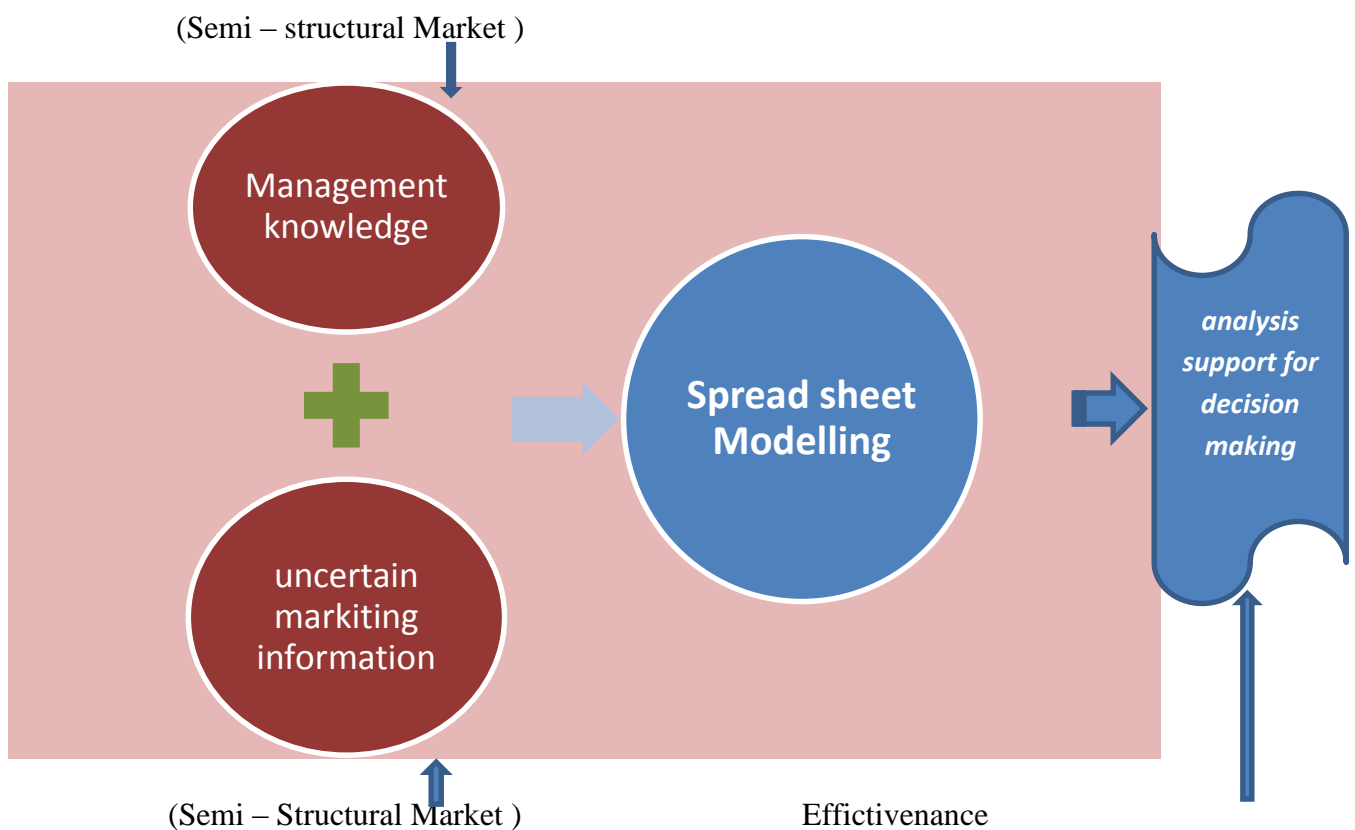 (Semi – structural Market )
Management
knowledge
uncertain
markiting
information
Spread sheet
Modelling
analysis
support for
decision
making
(Semi – Structural Market )
Effictivenance